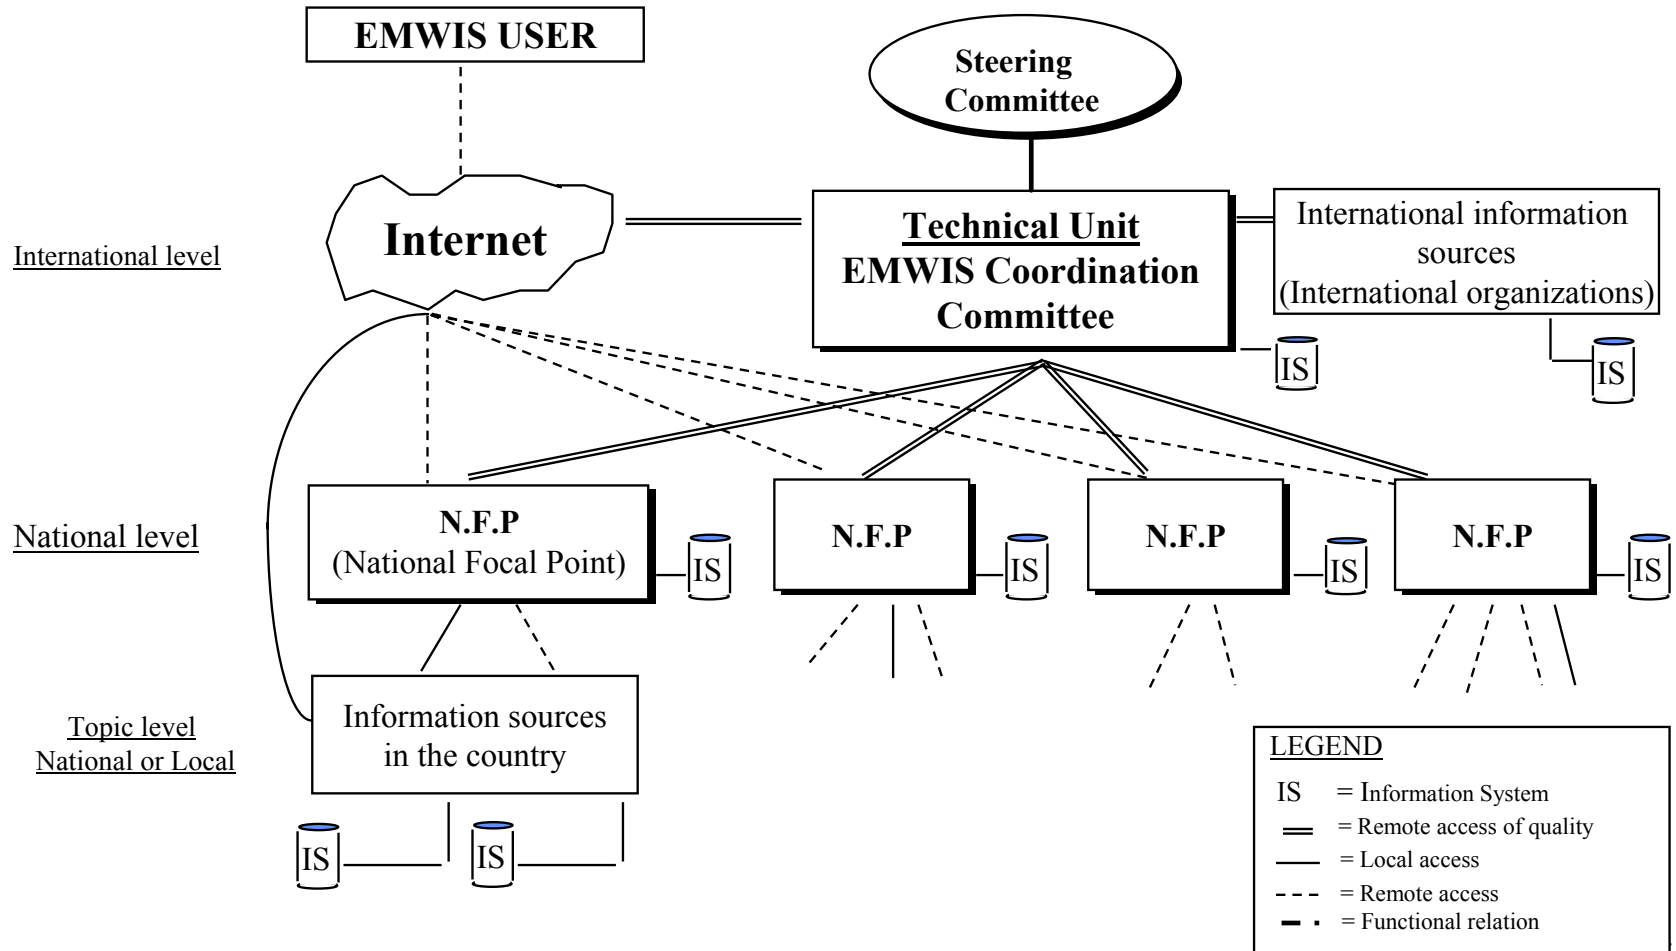 EMWIS USER
Steering
Committee
Internet
Technical Unit
EMWIS Coordination
Committee
International information
sources
(International organizations)
International level
IS
IS
National level
N.F.P
(National Focal Point)
IS
N.F.P
IS
N.F.P
IS
N.F.P
IS
Topic level
National or Local
Information sources
in the country
IS
IS
LEGEND
IS = Information System
= Remote access of quality
= Local access
= Remote access
= Functional relation